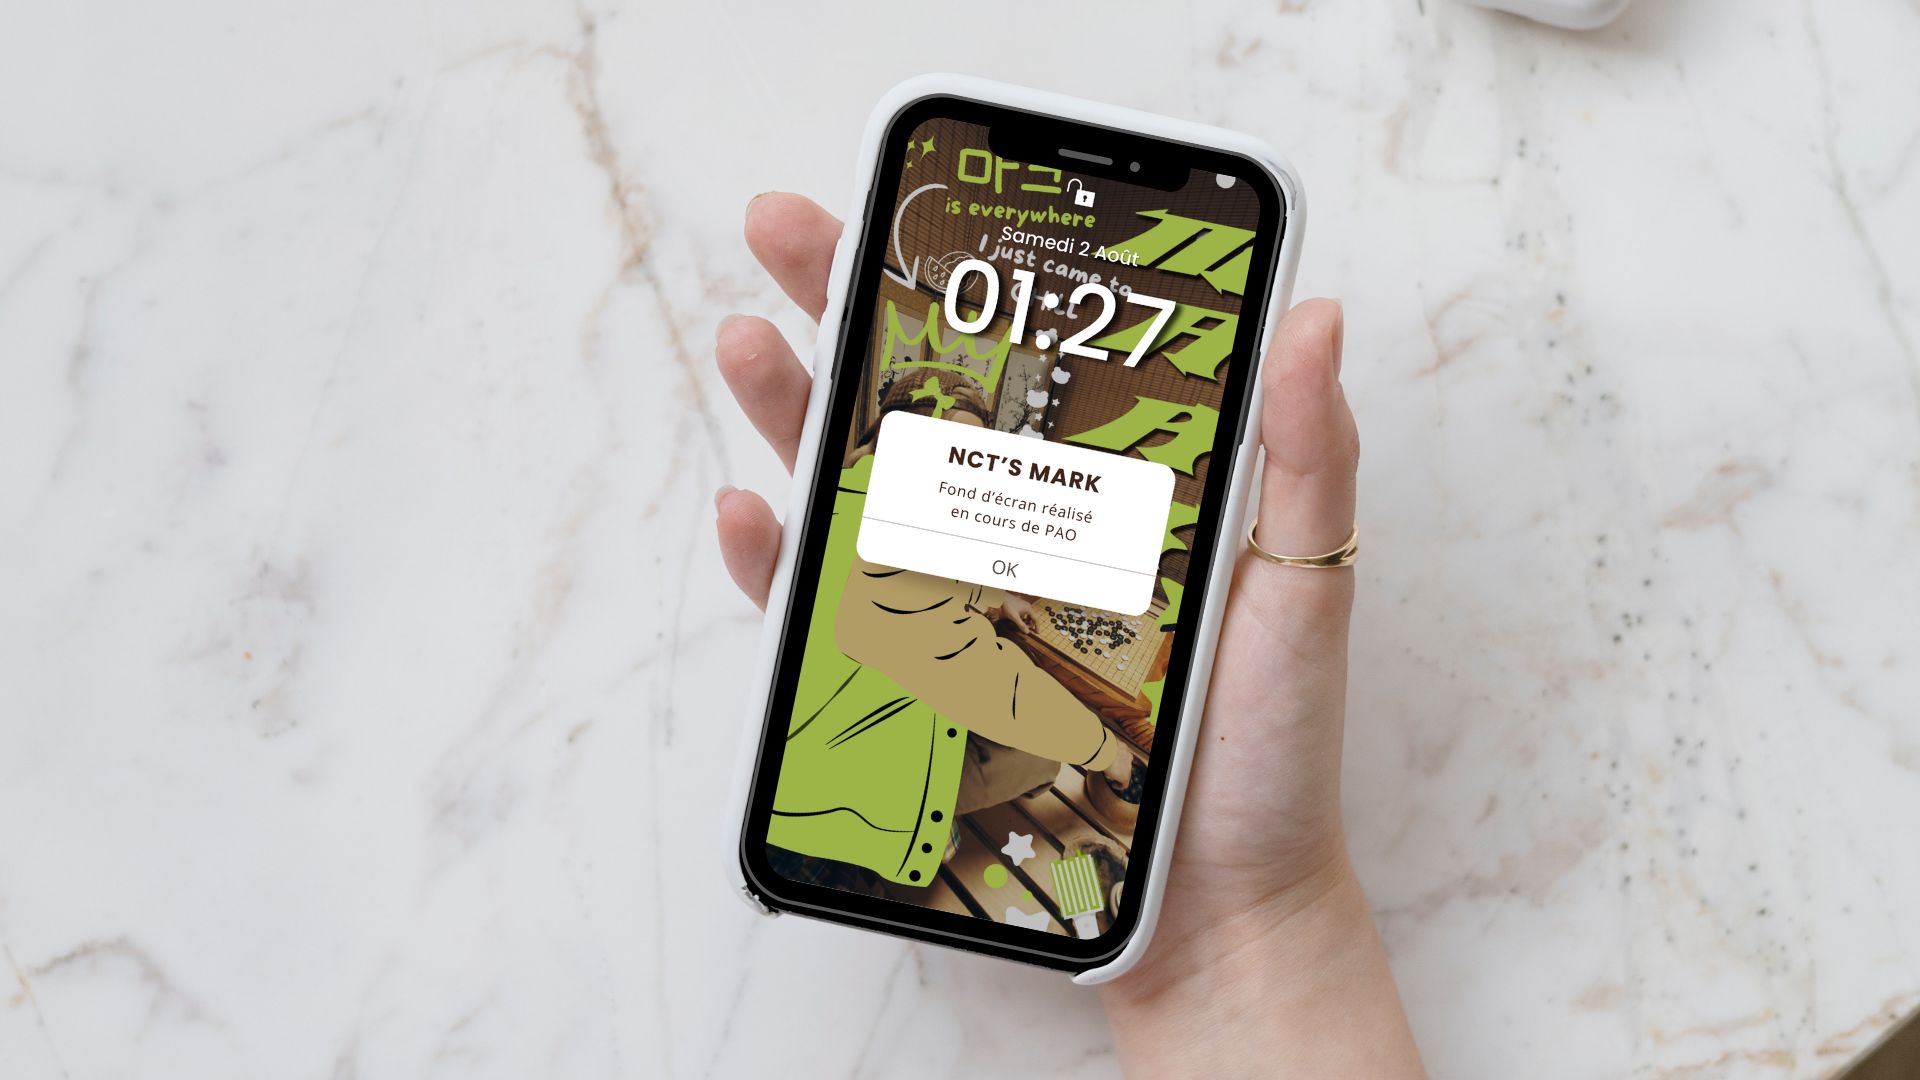 마크
is everywhere
Samedi 2 Août
I just came to
01:27
MARK
NCT'S MARK
Fond d'écran réalisé
en cours de PAO
OK